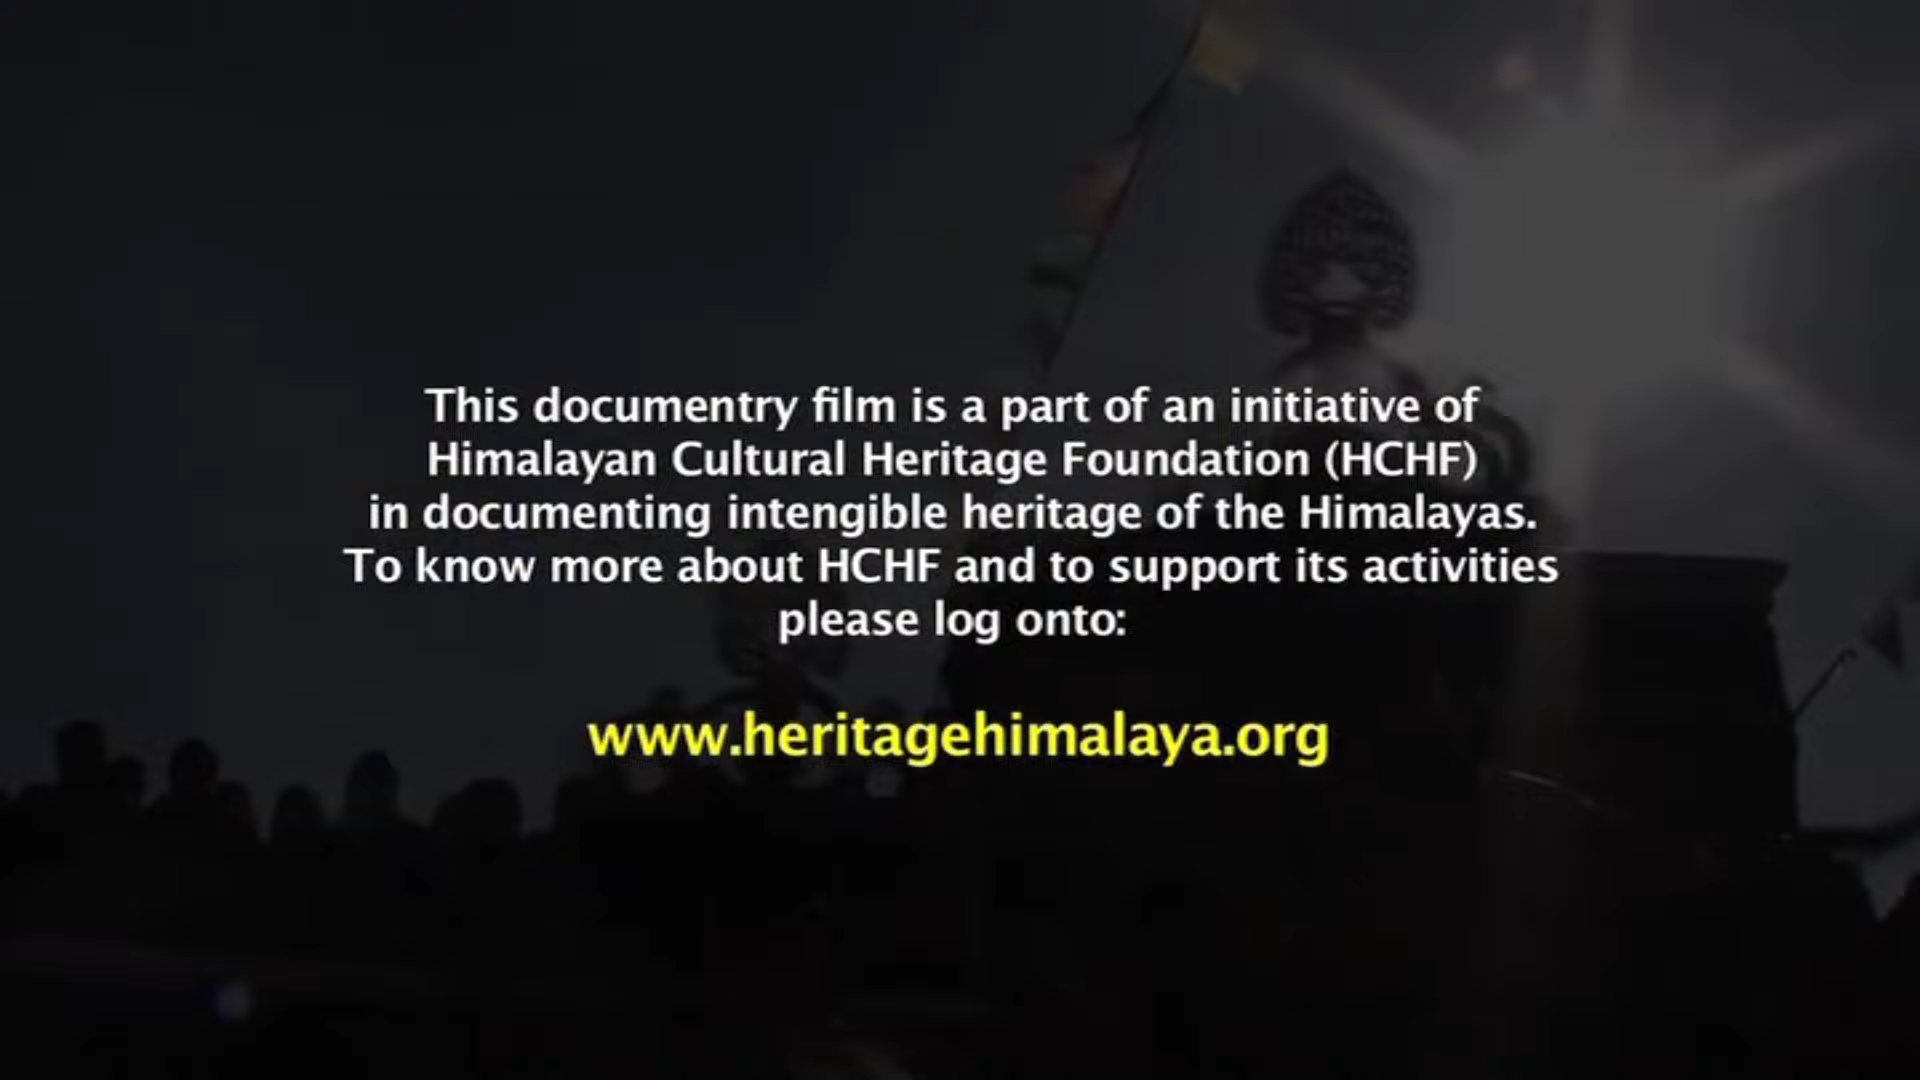 This documentry film is a part of an initiative of
Himalayan Cultural Heritage Foundation (HCHF)
in documenting intengible heritage of the Himalayas.
To know more about HCHF and to support its activities
please log onto:
www.heritagehimalaya.org